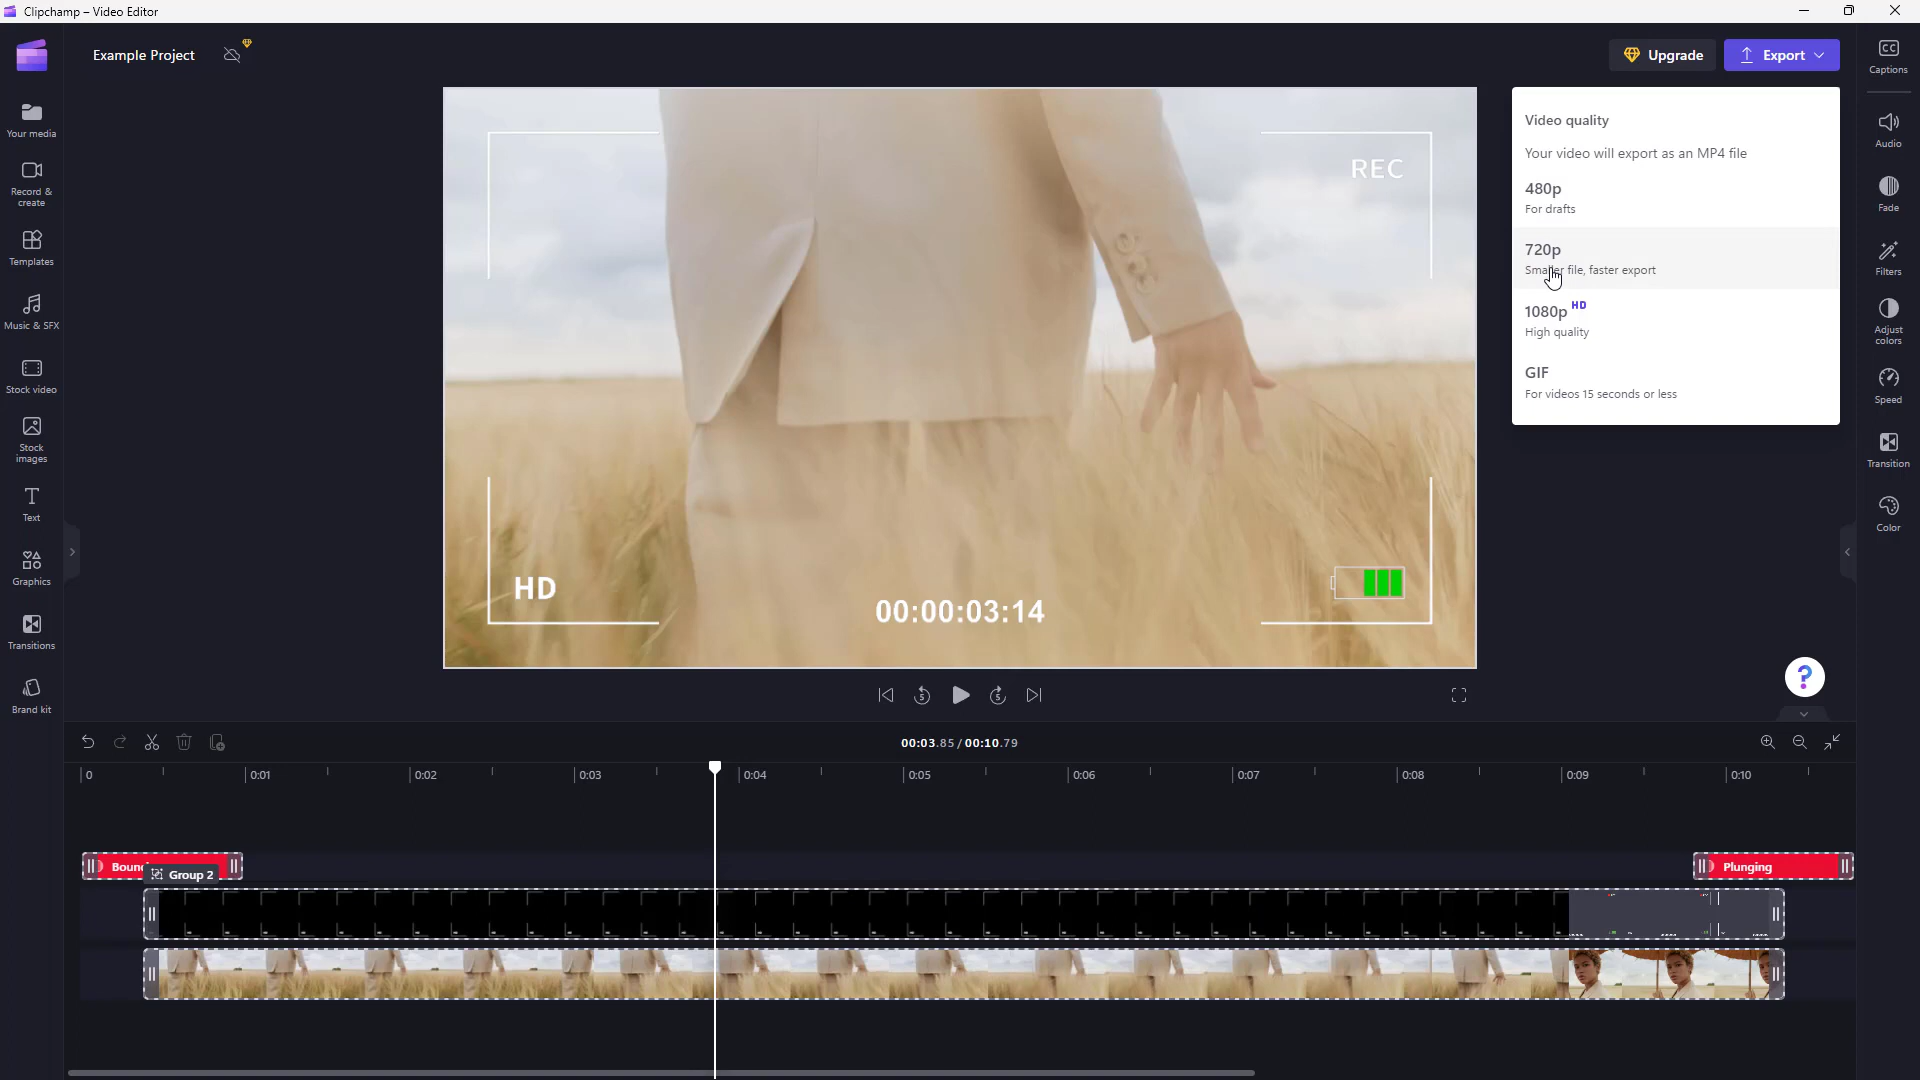 Clipchamp – Video Editor
Example Project
Upgrade
Export
Your media
Record &
create
Templates
Music & SFX
Stock video
Stock
images
Text
Graphics
Transitions
Brand kit
REC
HD
00:00:03:14
Video quality
Your video will export as an MP4 file
480p
For drafts
720p
Smaller file, faster export
1080p HD
High quality
GIF
For videos 15 seconds or less
CC
Captions
Audio
Fade
Filters
Adjust
colors
Speed
Transition
Color
5
5
?
00:03.85 / 00:10.79
0
0:01
0:02
0:03
0:04
0:05
0:06
0:07
0:08
0:09
0:10
Group 2
Plunging